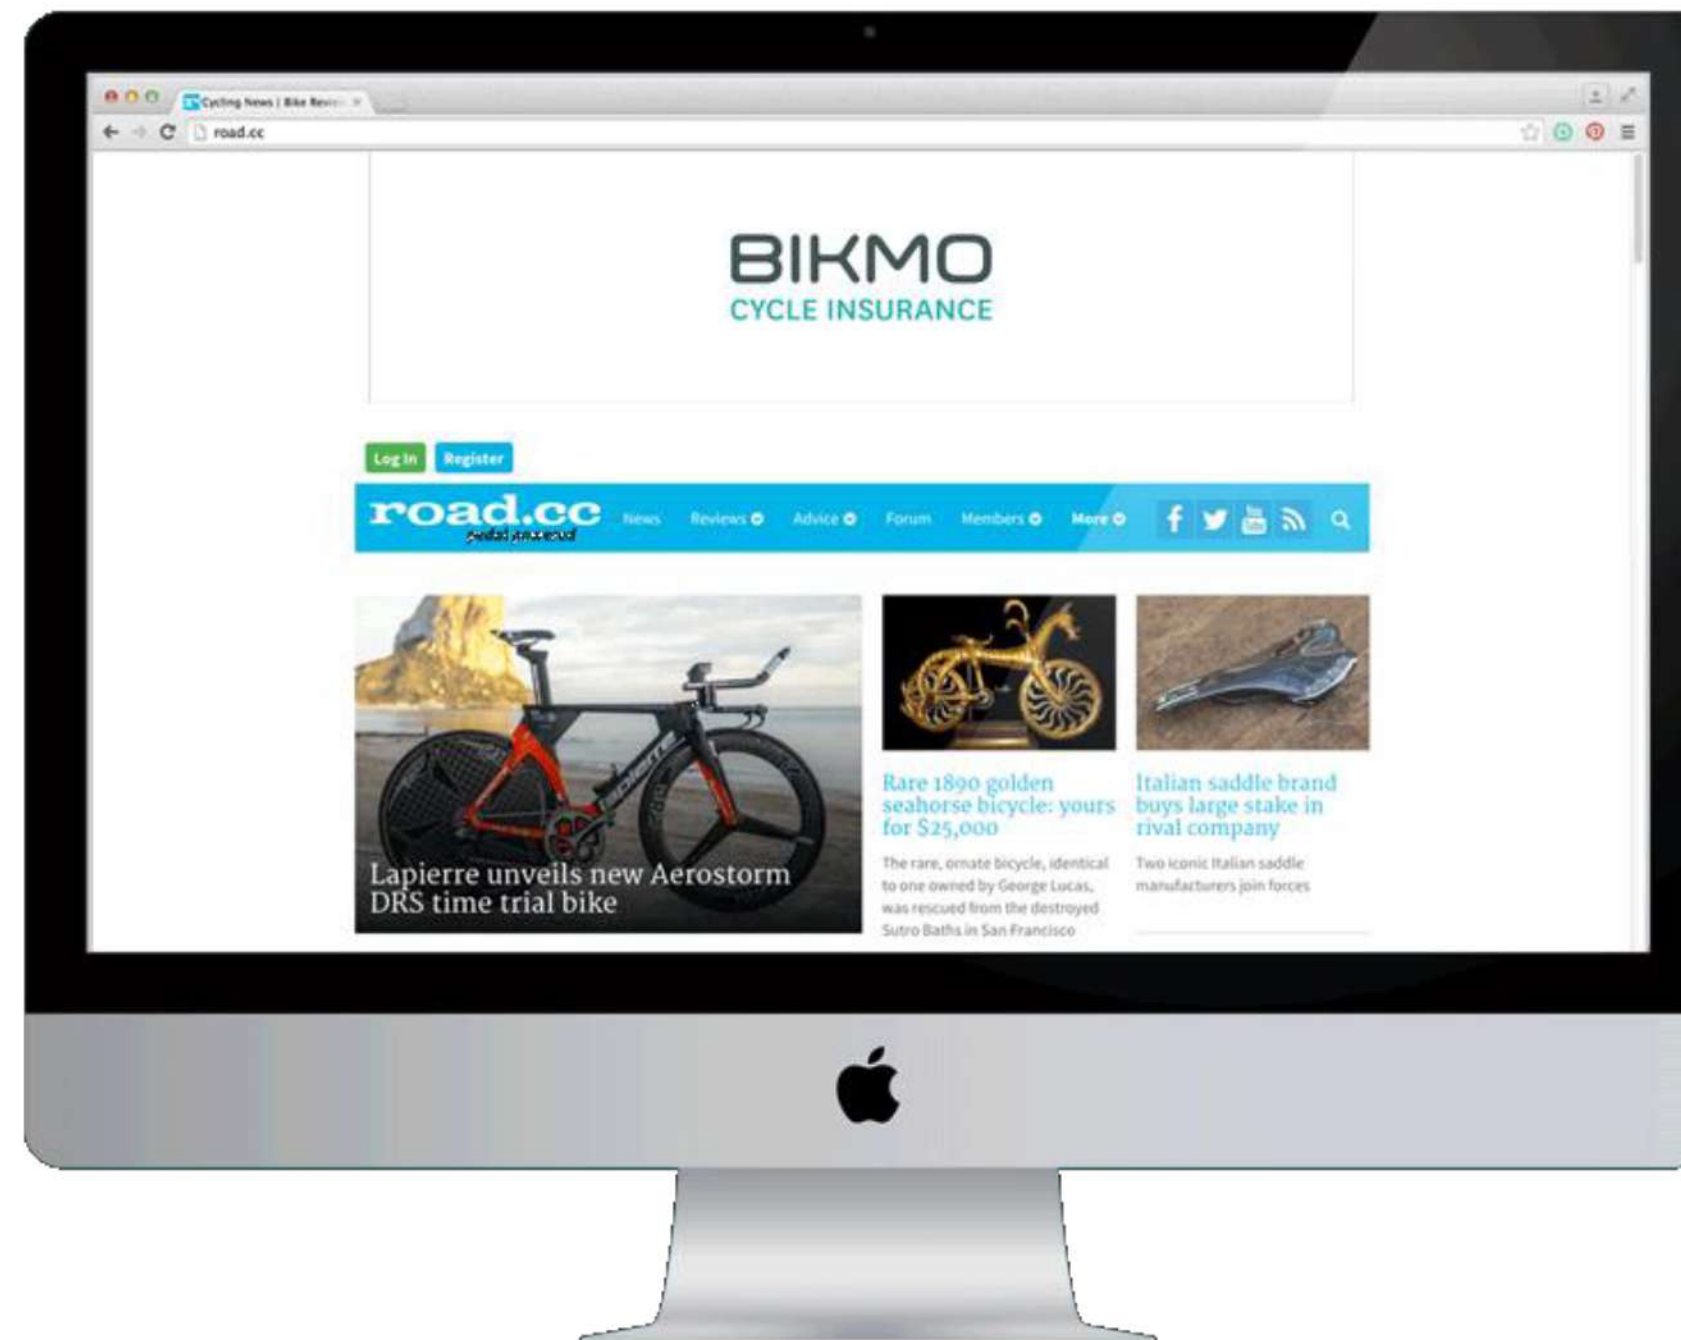 Cycling News | Bike Review
road.cc
BIKMO
CYCLE INSURANCE
Log In Register
road.cc News Reviews Advice Forum Members More
pedal powered
Lapierre unveils new Aerostorm
DRS time trial bike
Rare 1890 golden
seahorse bicycle: yours
for $25,000
The rare, ornate bicycle, identical
to one owned by George Lucas,
was rescued from the destroyed
Sutro Baths in San Francisco
Italian saddle brand
buys large stake in
rival company
Two iconic Italian saddle
manufacturers join forces